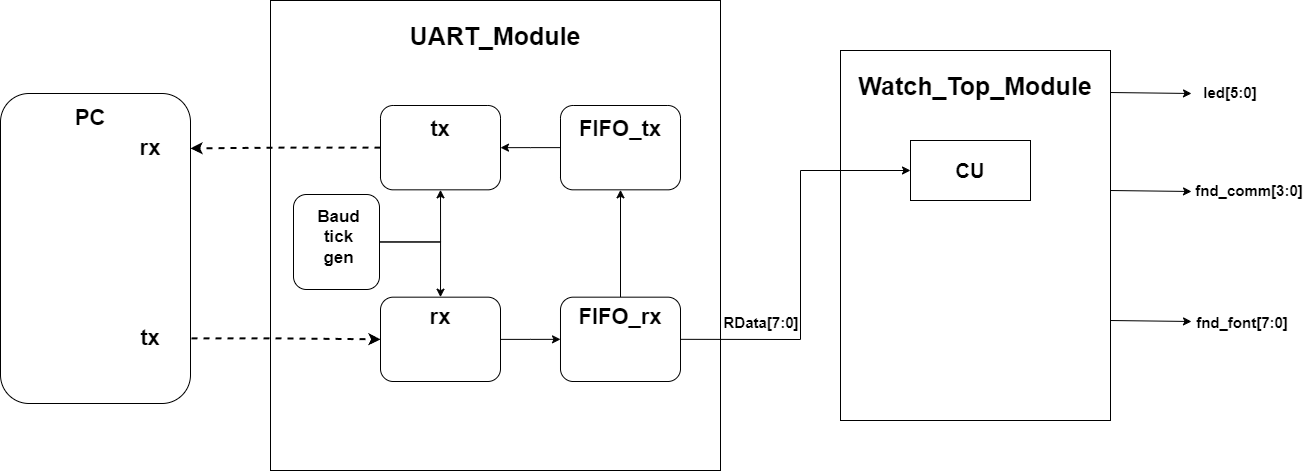 UART_Module
PC
rx
tx
tx
FIFO_tx
Baud
tick
gen
rx
FIFO_rx
RData[7:0]
Watch_Top_Module
CU
led[5:0]
fnd_comm[3:0]
fnd_font[7:0]